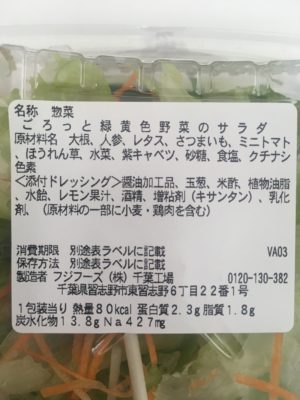 名称　惣菜
ごろっと緑黄色野菜のサラダ
原材料名　大根、人参、レタス、さつまいも、ミニトマト
、ほうれん草、水菜、紫キャベツ、砂糖、食塩、クチナシ
色素
＜添付ドレッシング＞醤油加工品、玉葱、米酢、植物油脂
、水飴、レモン果汁、酒精、増粘剤（キサンタン）、乳化
剤、（原材料の一部に小麦・鶏肉を含む）
消費期限　別途表ラベルに記載　VA03
保存方法　別途表ラベルに記載
製造者　フジフーズ（株）千葉工場　0120-130-382
千葉県習志野市東習志野６丁目２２番１号
１包装当り　熱量８０kcal　蛋白質２.３g　脂質１.８g
炭水化物１３.８g　Na４２７mg